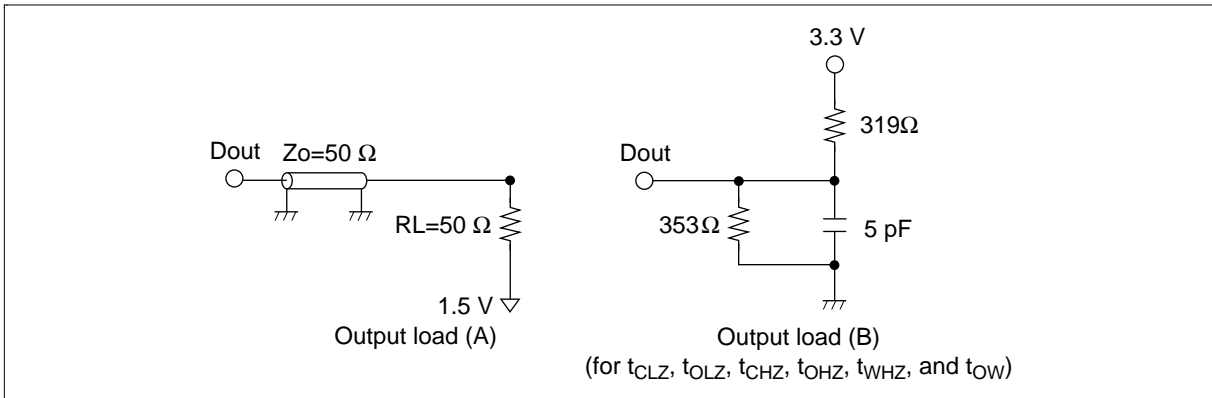 Dout
Zo=50 Ω
RL=50 Ω
1.5 V
Output load (A)
3.3 V
319Ω
Dout
353Ω
5 pF
Output load (B)
(for tCLZ, tOLZ, tCHZ, tOHZ, tWHZ, and tOW)